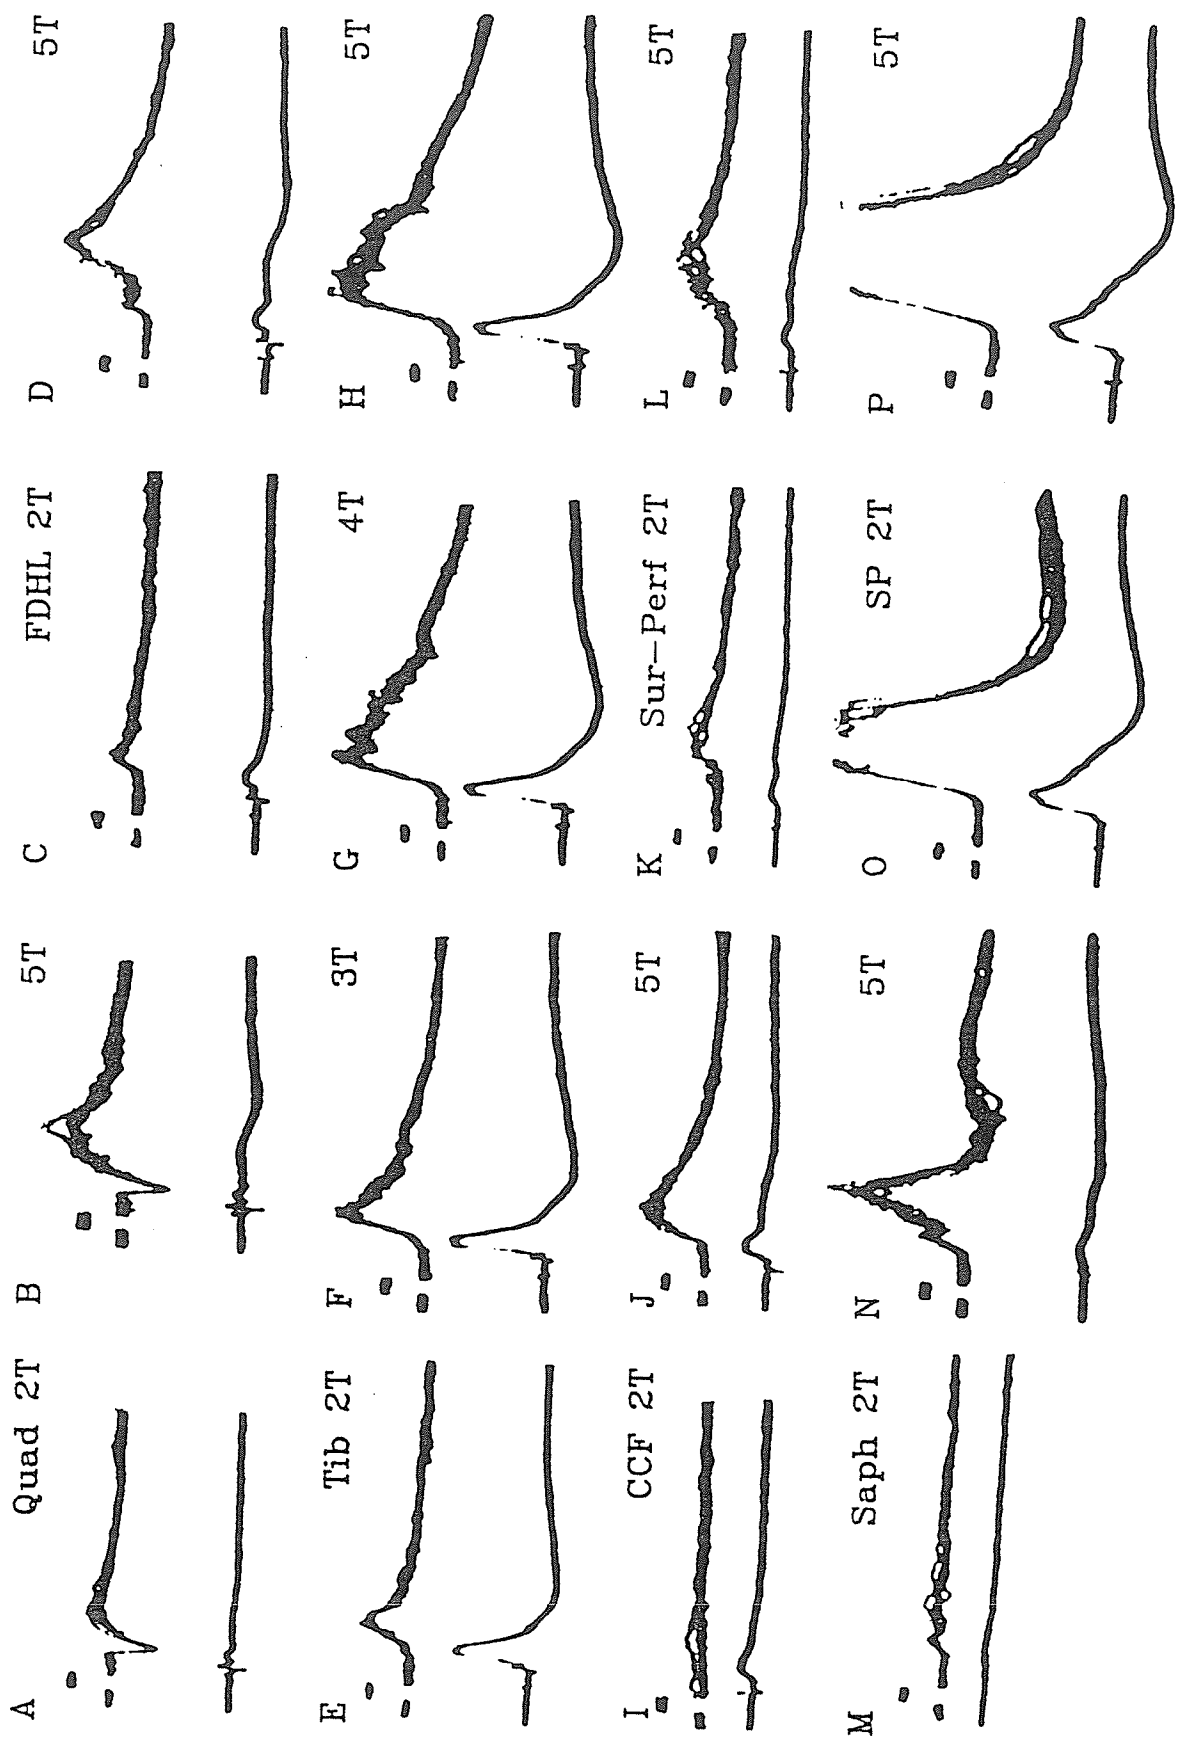 A Quad 2T
B 5T
C FDHL 2T
D 5T
E Tib 2T
F 3T
G 4T
H 5T
I CCF 2T
J 5T
K Sur-Perf 2T
L 5T
M Saph 2T
N 5T
O SP 2T
P 5T